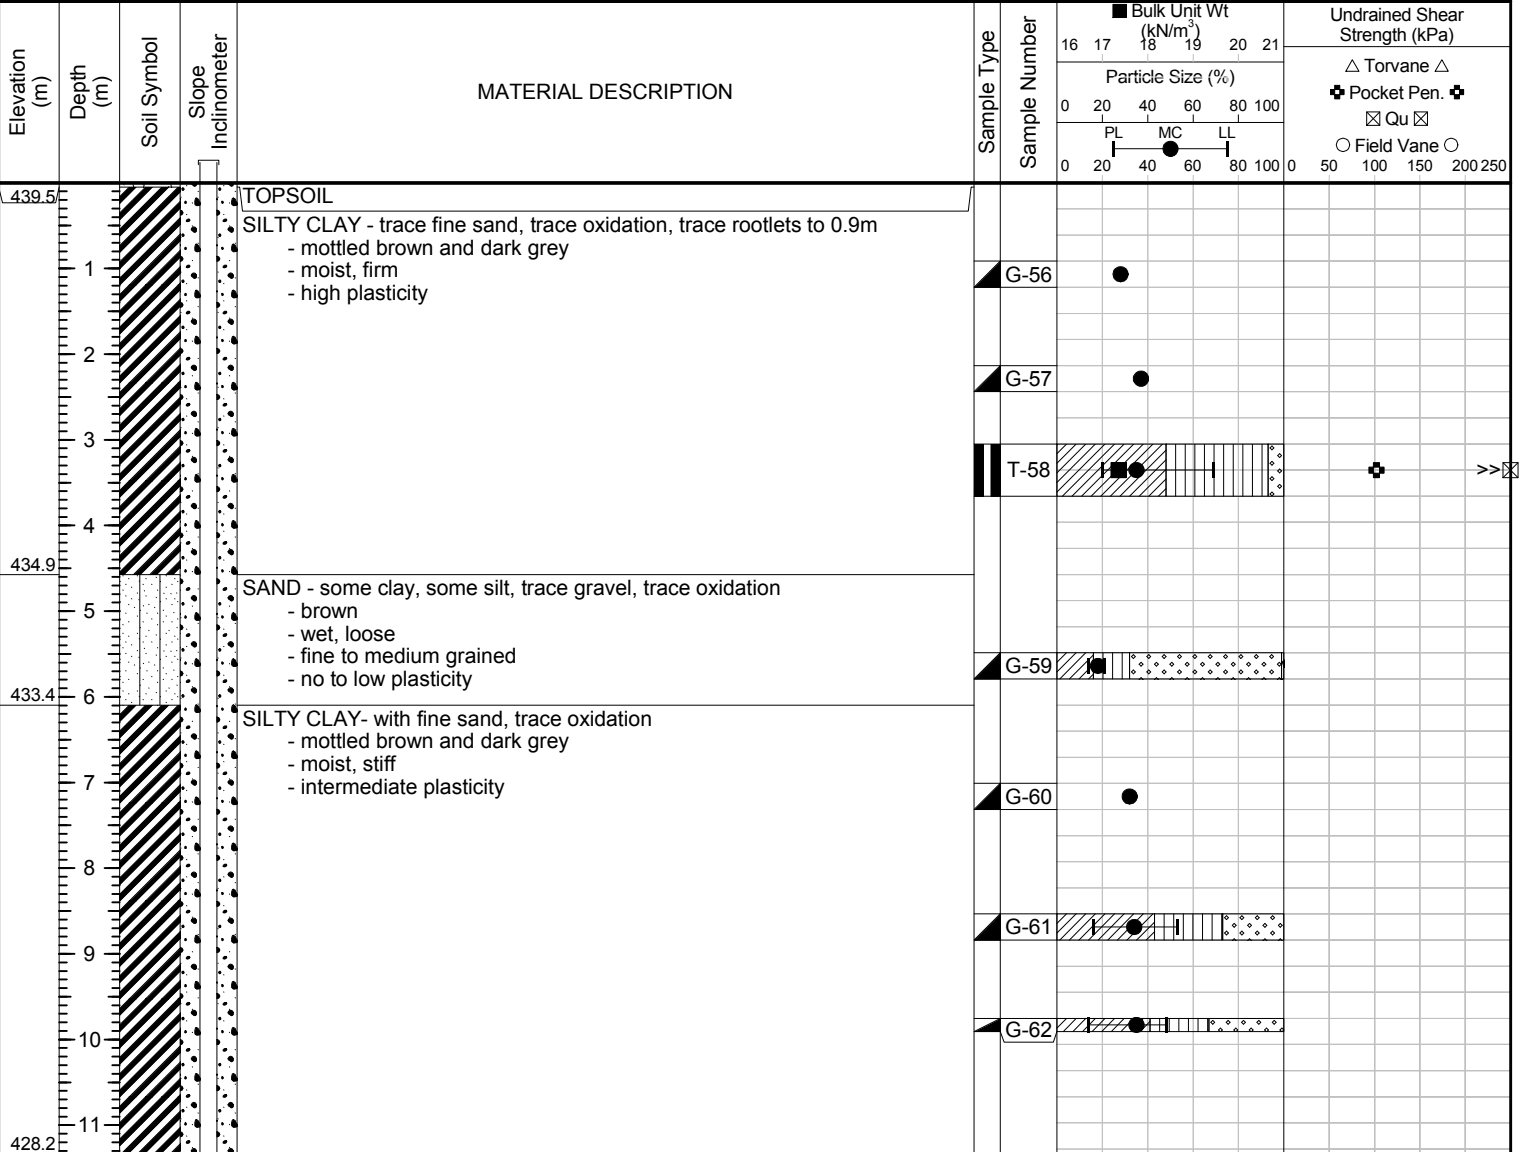 Elevation
(m)
Depth
(m)
Soil Symbol
Slope
Inclinometer
MATERIAL DESCRIPTION
Sample Type
Sample Number
Bulk Unit Wt
(kN/m³)
16 17 18 19 20 21
Particle Size (%)
0 20 40 60 80 100
PL MC LL
0 20 40 60 80 100
Undrained Shear
Strength (kPa)
Torvane
Pocket Pen.
Qu
Field Vane
0 50 100 150 200 250
439.5
TOPSOIL
SILTY CLAY - trace fine sand, trace oxidation, trace rootlets to 0.9m
- mottled brown and dark grey
- moist, firm
- high plasticity
1
G-56
2
G-57
3
T-58
>>
4
434.9
SAND - some clay, some silt, trace gravel, trace oxidation
- brown
- wet, loose
- fine to medium grained
- no to low plasticity
5
G-59
433.4
6
SILTY CLAY- with fine sand, trace oxidation
- mottled brown and dark grey
- moist, stiff
- intermediate plasticity
7
G-60
8
G-61
9
G-62
10
11
428.2